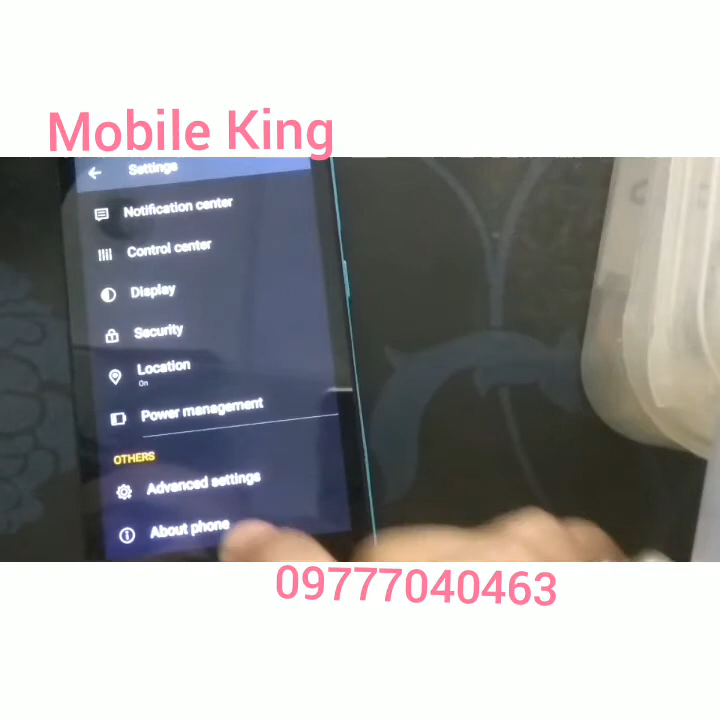 Mobile King
Settings
Notification center
Control center
Display
Security
Location
On
Power management
OTHERS
Advanced settings
About phone
09777040463